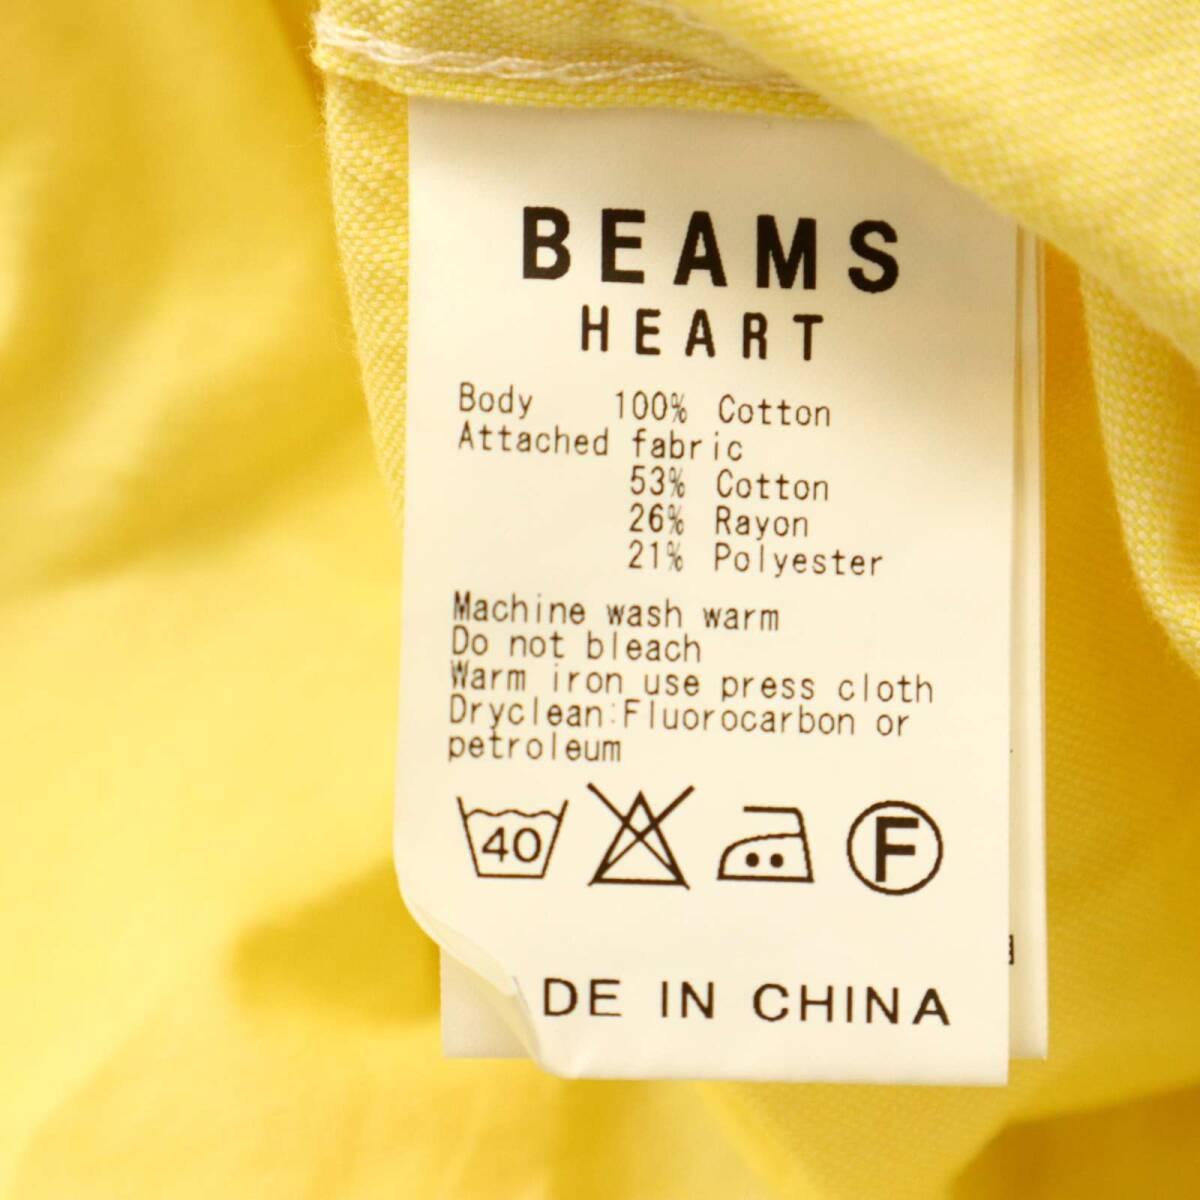 BEAMS
HEART
Body 100% Cotton
Attached fabric
53% Cotton
26% Rayon
21% Polyester
Machine wash warm
Do not bleach
Warm iron use press cloth
Dryclean:Fluorocarbon or
petroleum
40
F
DE IN CHINA